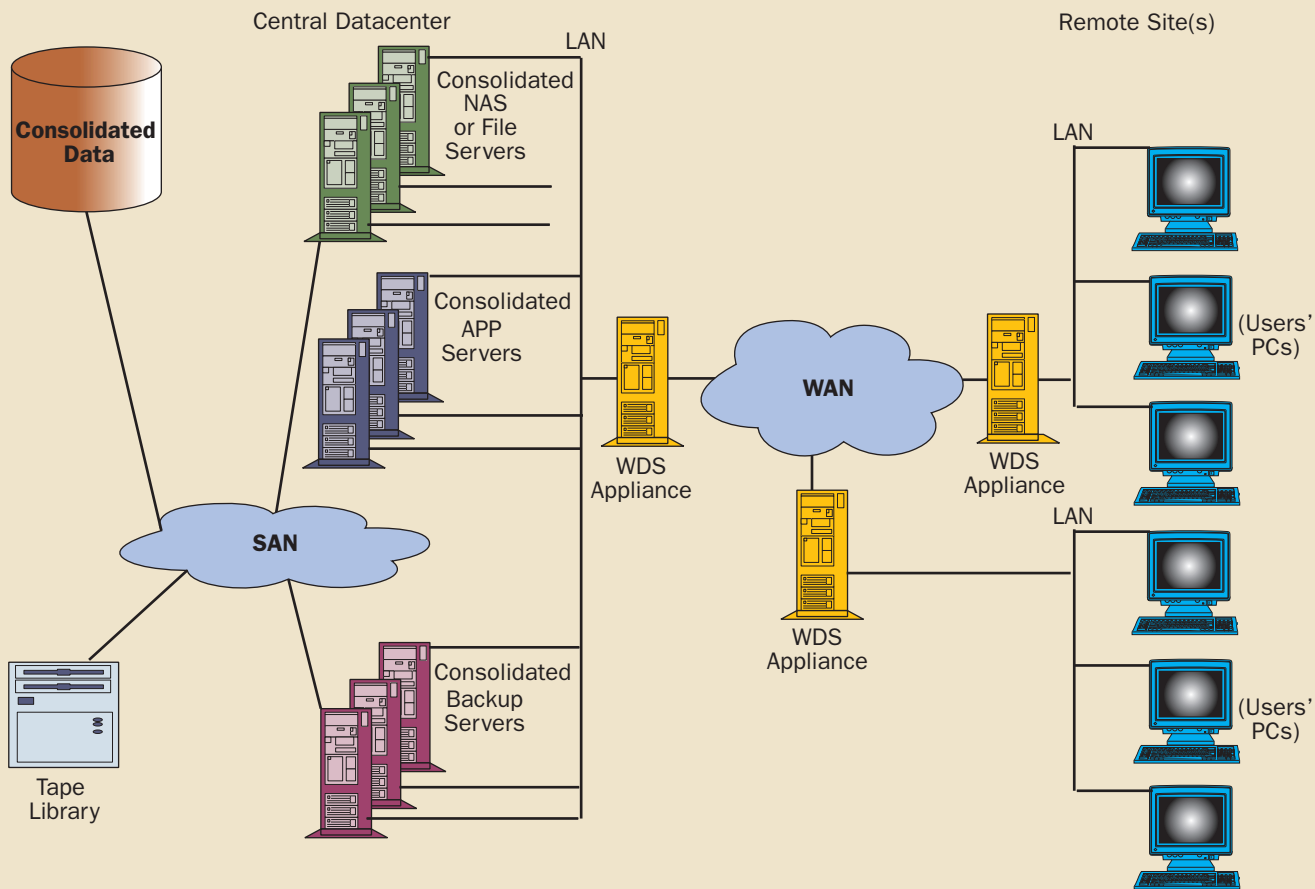 Central Datacenter
Remote Site(s)
LAN
Consolidated
Data
Consolidated
NAS
or File
Servers
LAN
Consolidated
APP
Servers
(Users’
PCs)
WDS
Appliance
WAN
WDS
Appliance
SAN
LAN
WDS
Appliance
Consolidated
Backup
Servers
(Users’
PCs)
Tape
Library